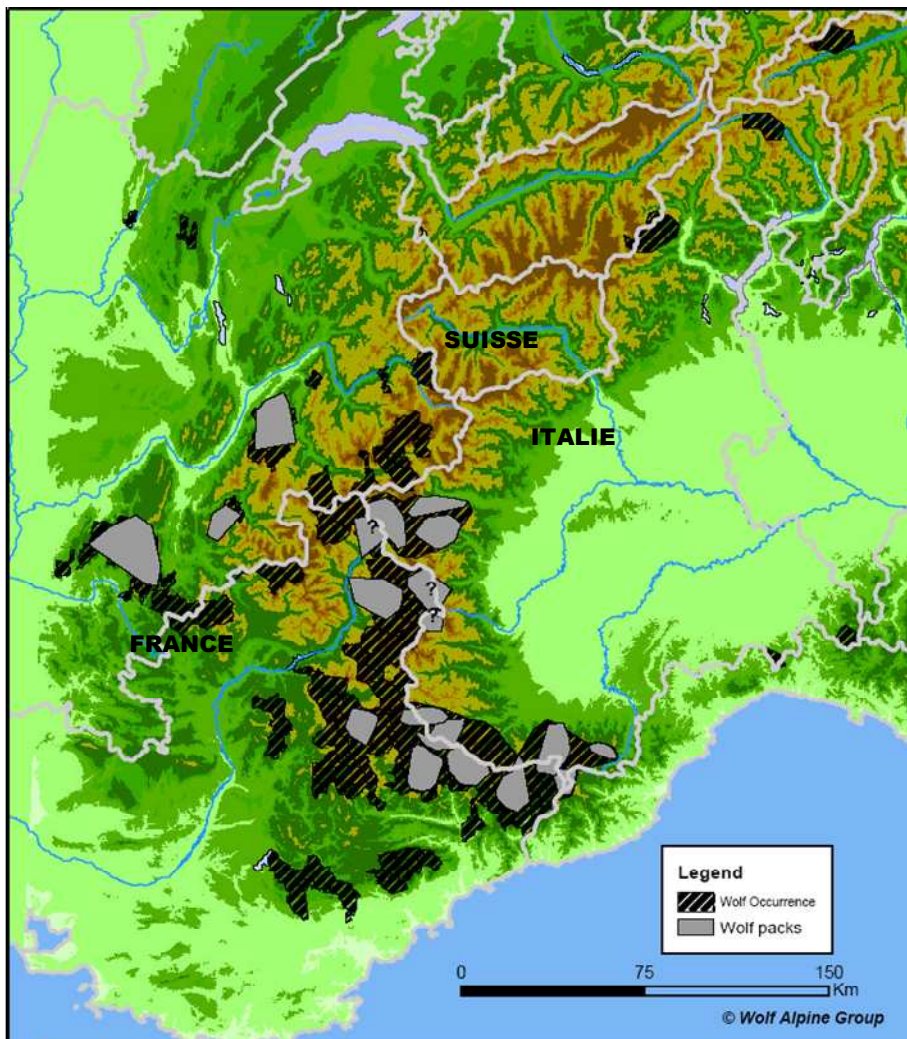 SUISSE
ITALIE
?
?
?
FRANCE
Legend
Wolf Occurrence
Wolf packs
0 75 150
Km
© Wolf Alpine Group